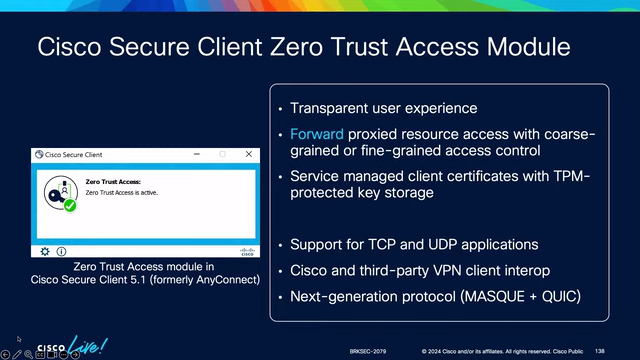 Cisco Secure Client Zero Trust Access Module
Cisco Secure Client
Zero Trust Access:
Zero Trust Access is active.
CISCO
Zero Trust Access module in
Cisco Secure Client 5.1 (formerly AnyConnect)
• Transparent user experience
• Forward proxied resource access with coarse-
grained or fine-grained access control
• Service managed client certificates with TPM-
protected key storage
• Support for TCP and UDP applications
• Cisco and third-party VPN client interop
• Next-generation protocol (MASQUE + QUIC)
CISCO Live!
BRKSEC-2079
© 2024 Cisco and/or its affiliates. All rights reserved. Cisco Public
138